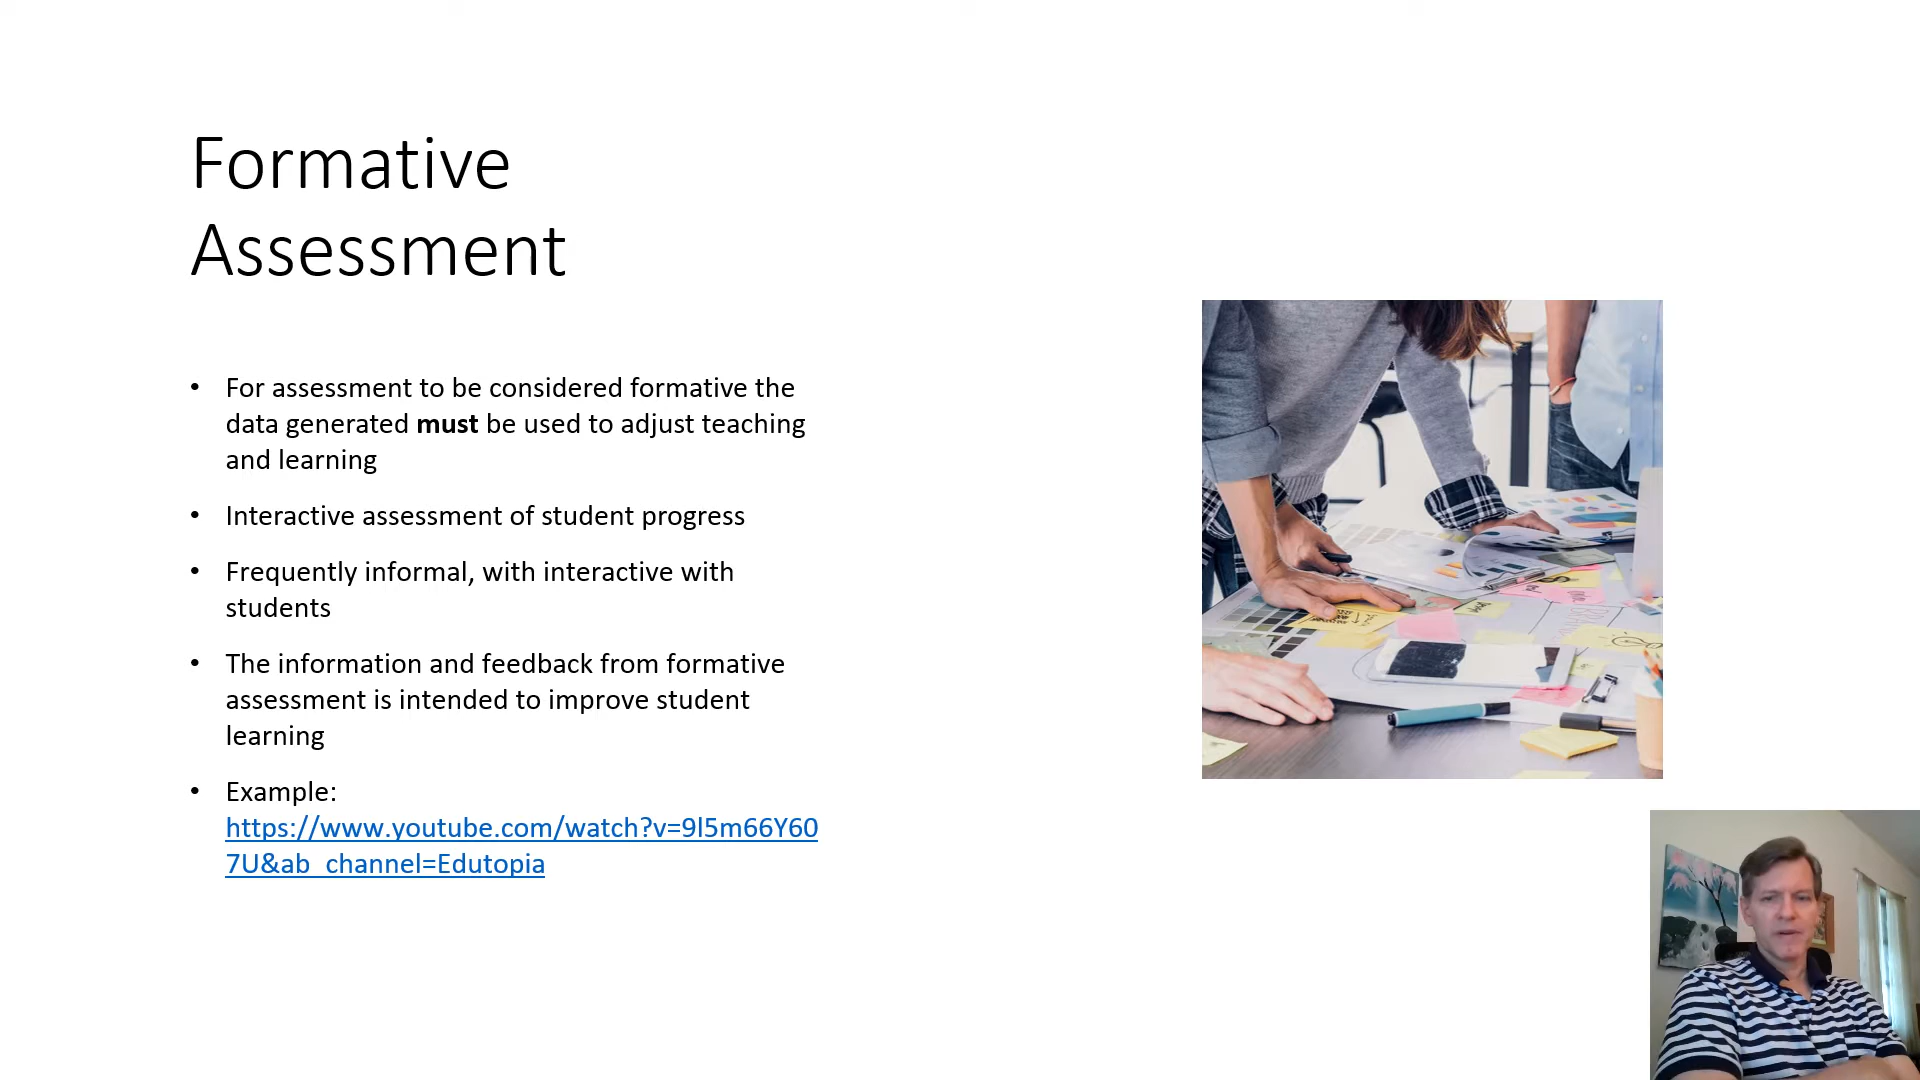 Formative
Assessment
• For assessment to be considered formative the
data generated must be used to adjust teaching
and learning
• Interactive assessment of student progress
• Frequently informal, with interactive with
students
• The information and feedback from formative
assessment is intended to improve student
learning
• Example:
https://www.youtube.com/watch?v=9l5m66Y60
7U&ab_channel=Edutopia